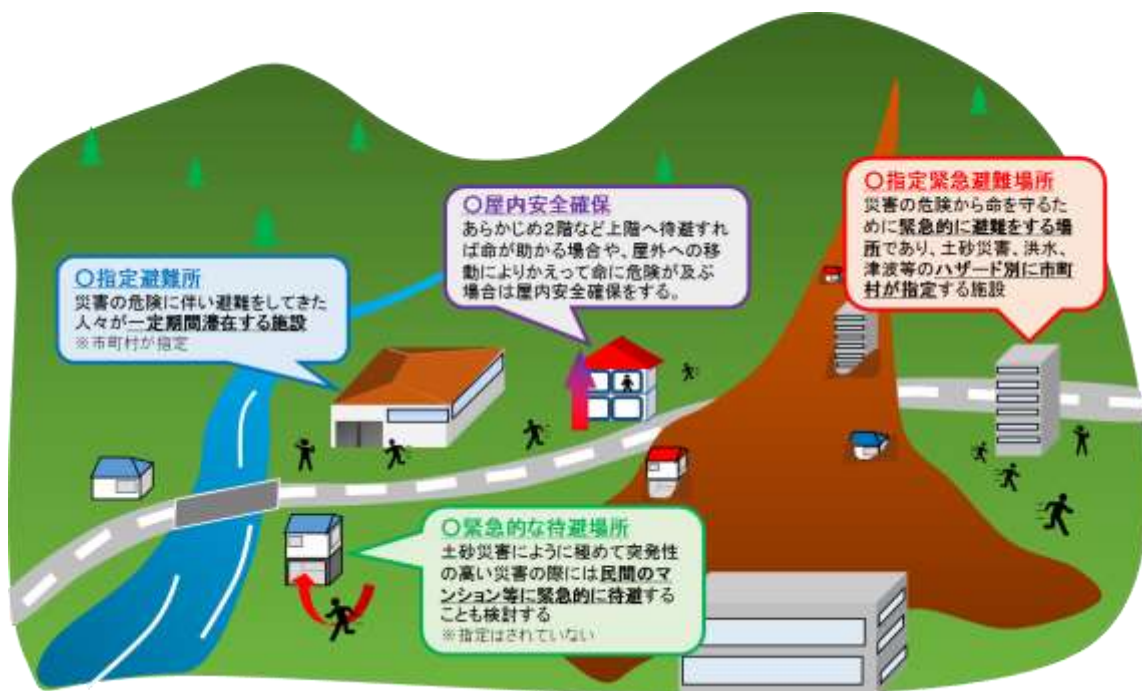 〇指定避難所
災害の危険に伴い避難をしてきた
人々が一定期間滞在する施設
※市町村が指定
〇屋内安全確保
あらかじめ2階など上階へ待避すれ
ば命が助かる場合や、屋外への移
動によりかえって命に危険が及ぶ
場合は屋内安全確保をする。
〇指定緊急避難場所
災害の危険から命を守るた
めに緊急的に避難をする場
所であり、土砂災害、洪水、
津波等のハザード別に市町
村が指定する施設
〇緊急的な待避場所
土砂災害にように極めて突発性
の高い災害の際には民間のマ
ンション等に緊急的に待避する
ことも検討する
※指定はされていない